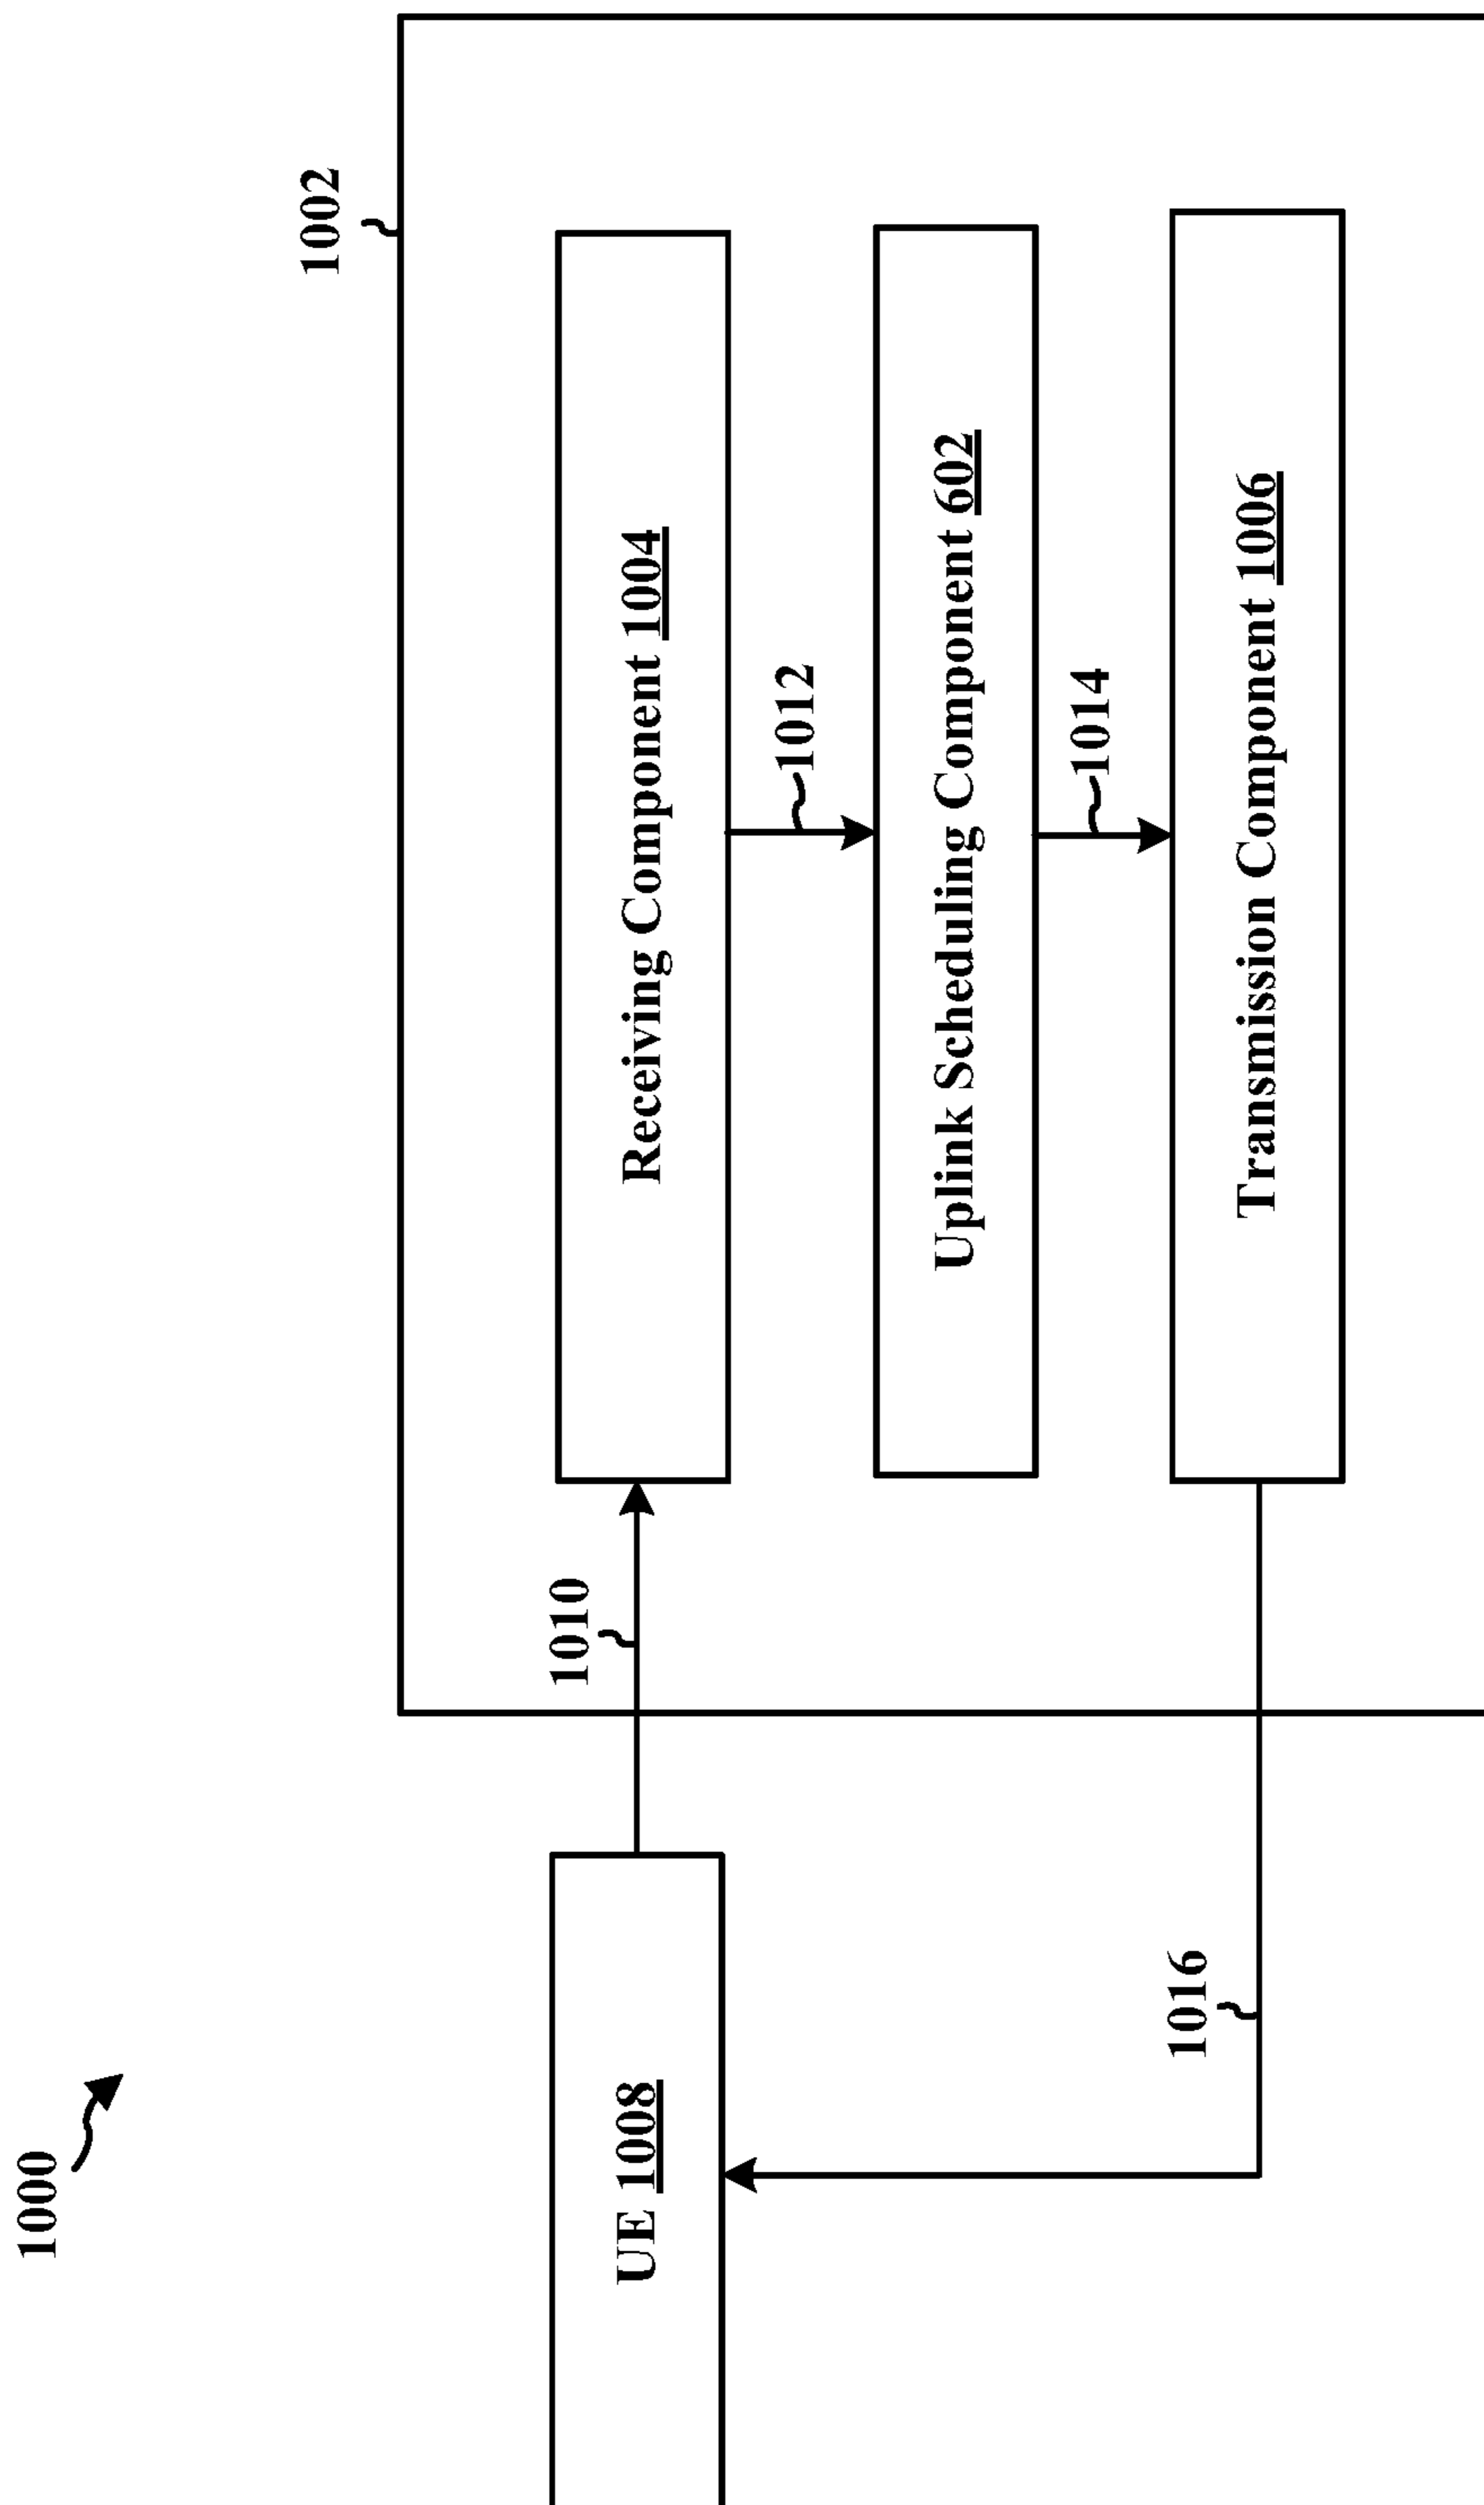 1000
1002
UE 1008
1010
Receiving Component 1004
1012
Uplink Scheduling Component 602
1014
1016
Transmission Component 1006